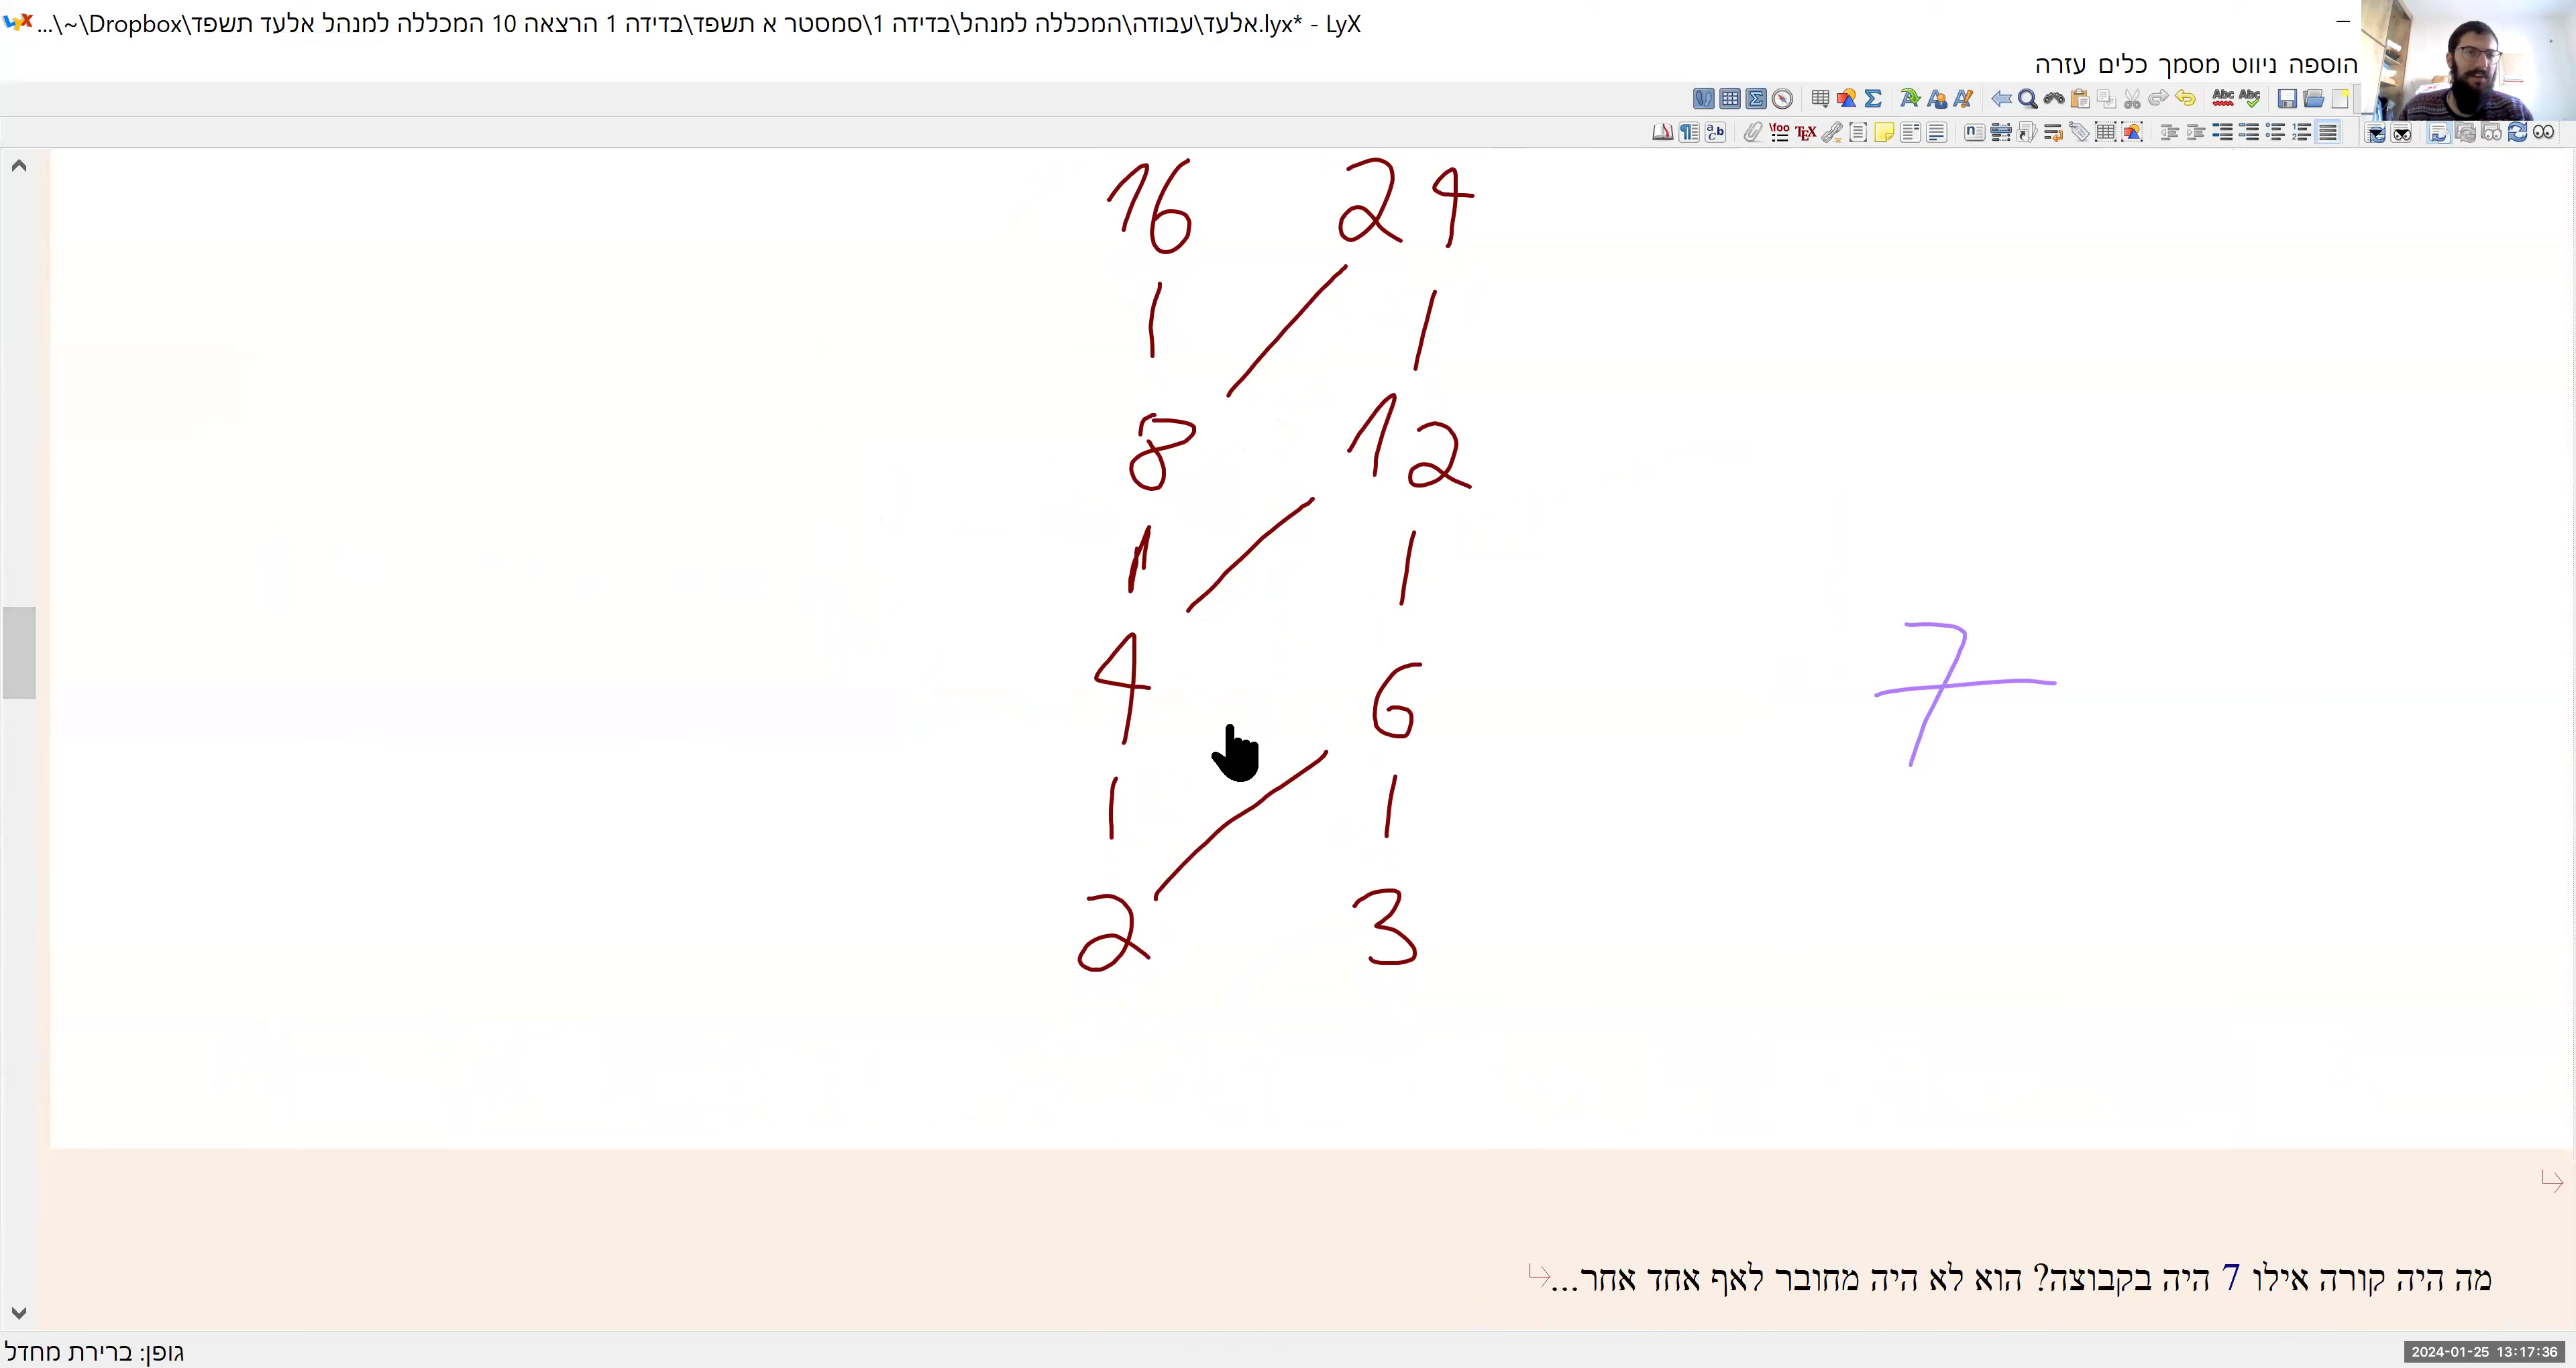 ...\~\Dropbox\אלעד\עבודה\המכללה למנהל\בדידה 1\סמסטר א תשפד\בדידה 1 הרצאה 10 המכללה למנהל אלעד תשפד.lyx* - LyX
הוספה ניווט מסמך כלים עזרה
16 24
8 12
4 6
7
2 3
מה היה קורה אילו 7 היה בקבוצה? הוא לא היה מחובר לאף אחד אחר...
גופן: ברירת מחדל
2024-01-25 13:17:36